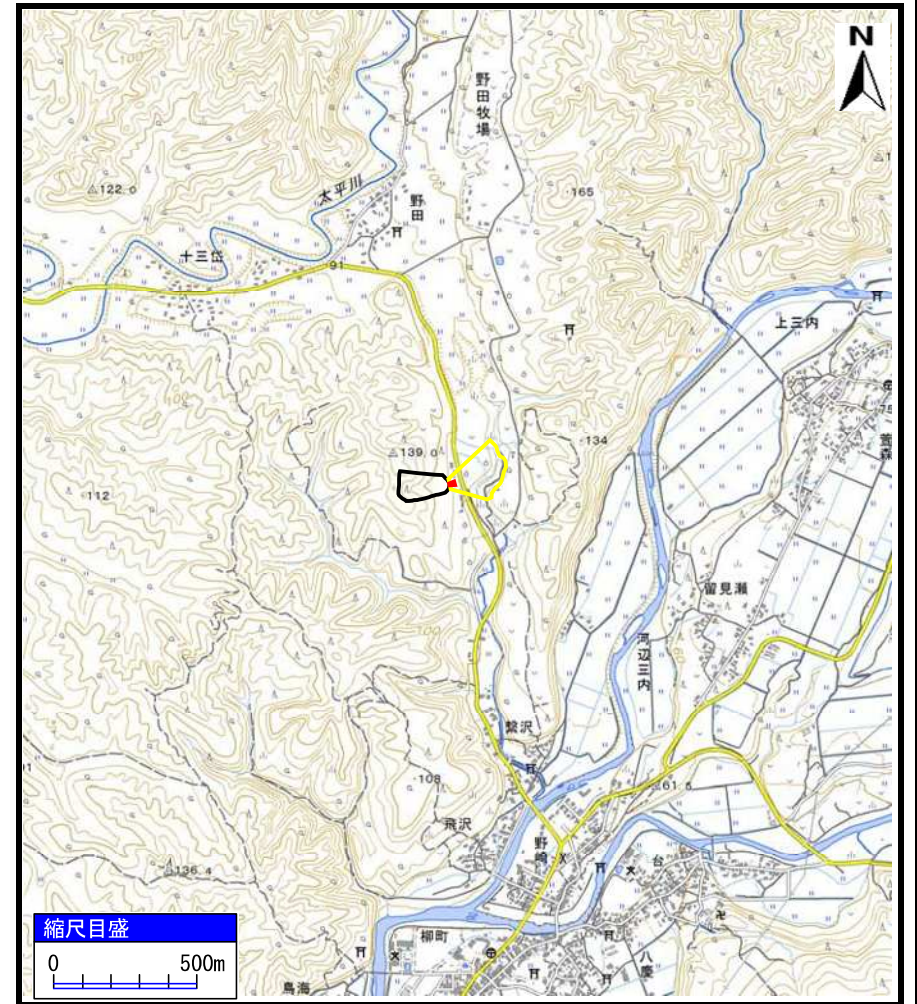 N
野田牧場
122.0
165
太平川
野田
十三岱
91
上三内
75
134
139.0
112
留見瀬
100
河辺三内
繋沢
108
61.5
飛沢
野崎
台
136.4
縮尺目盛
0 500m
柳町
八慶
鳥海